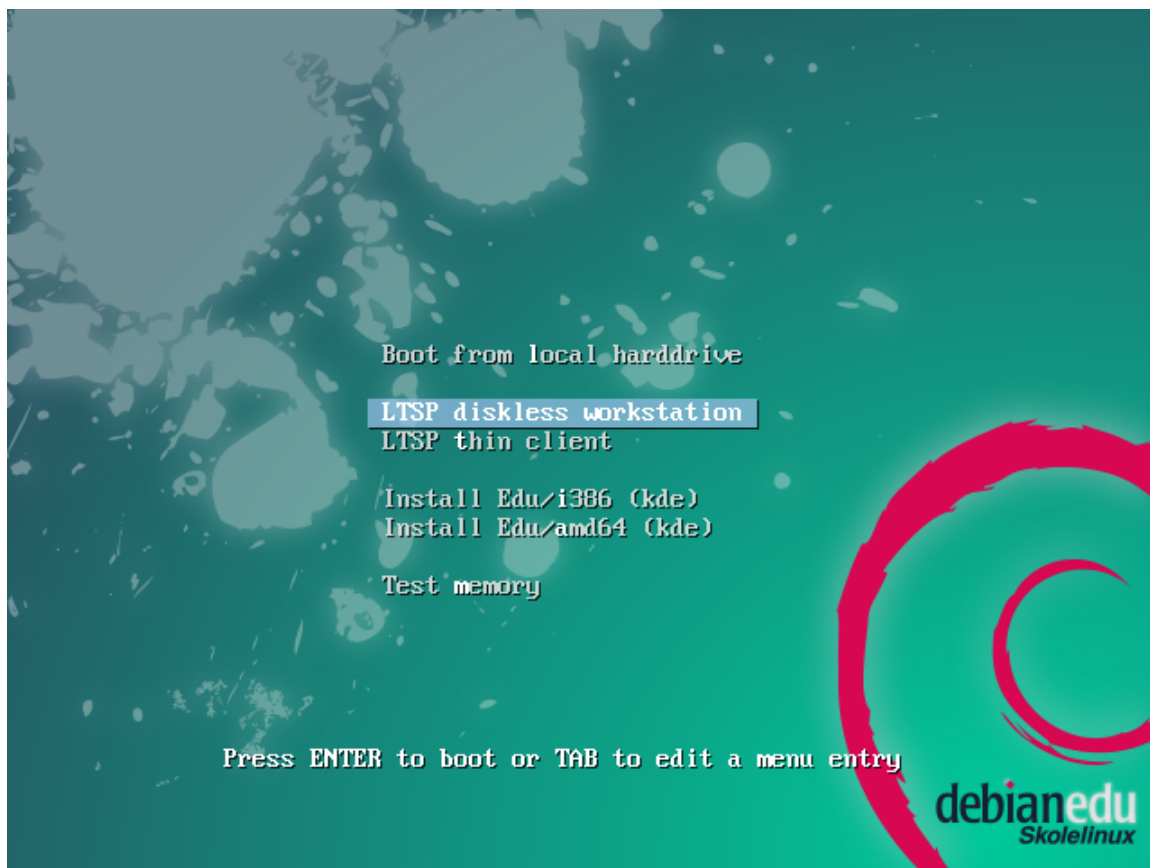 Boot from local harddrive
LTSP diskless workstation
LTSP thin client
Install Edu/i386 (kde)
Install Edu/amd64 (kde)
Test memory
Press ENTER to boot or TAB to edit a menu entry
debianedu
Skolelinux